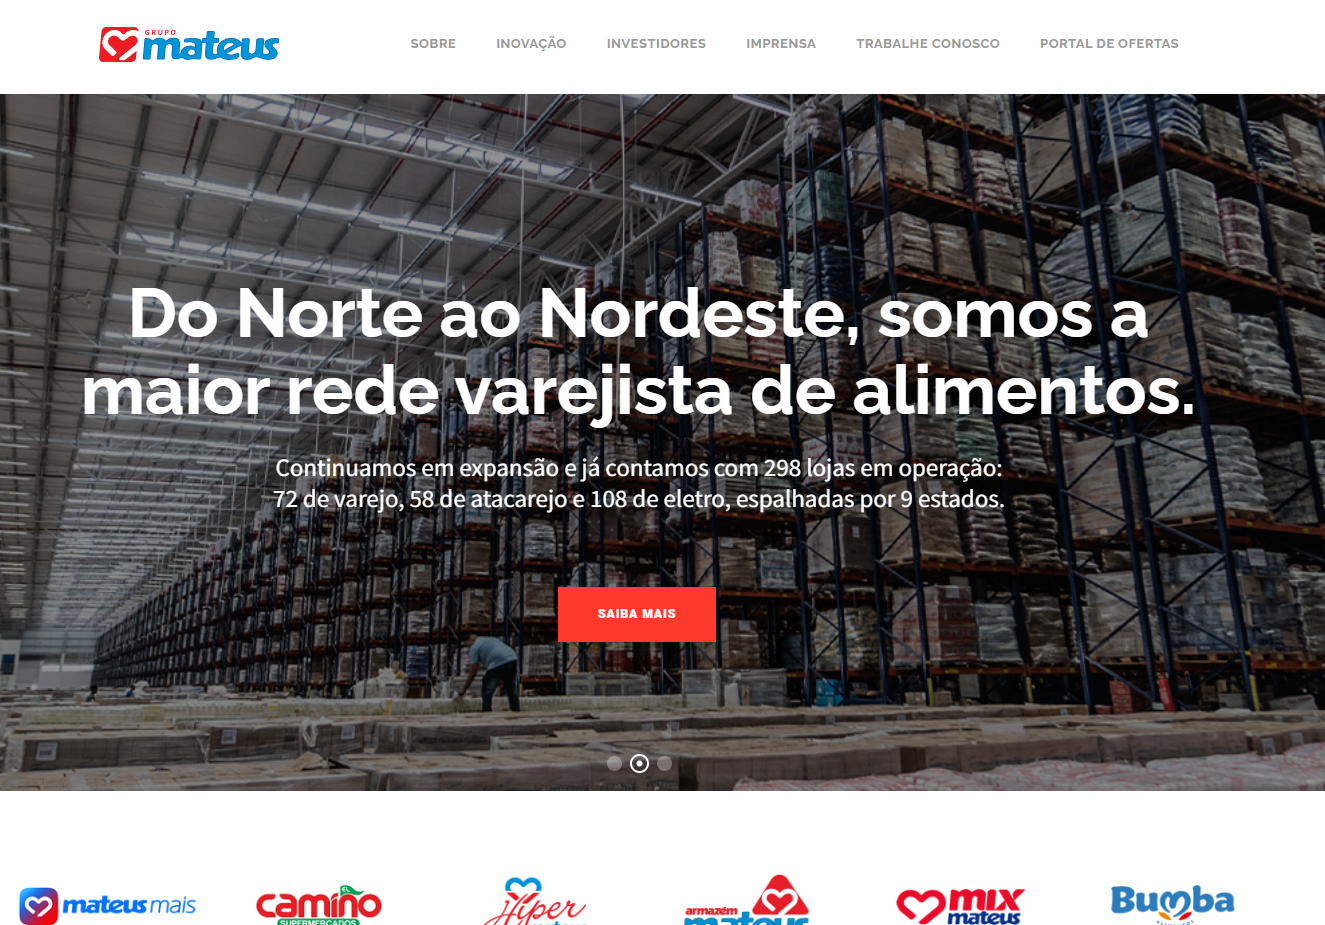 GRUPO
mateus
SOBRE
INOVAÇÃO
INVESTIDORES
IMPRENSA
TRABALHE CONOSCO
PORTAL DE OFERTAS
Do Norte ao Nordeste, somos a
maior rede varejista de alimentos.
Continuamos em expansão e já contamos com 298 lojas em operação:
72 de varejo, 58 de atacarejo e 108 de eletro, espalhadas por 9 estados.
SAIBA MAIS
mateus mais
EL
camiño
SUPERMERCADOS
Hiper
mateus
armazém
mateus
mix
mateus
Bumba